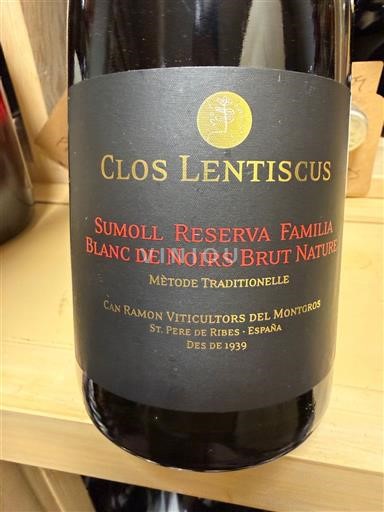 CLOS LENTISCUS
SUMOLL RESERVA FAMILIA
BLANC DE NOIRS BRUT NATURE
VINIOU
MÈTODE TRADITIONELLE
CAN RAMON VITICULTORS DEL MONTGROS
ST. PERE DE RIBES · ESPAÑA
DES DE 1939